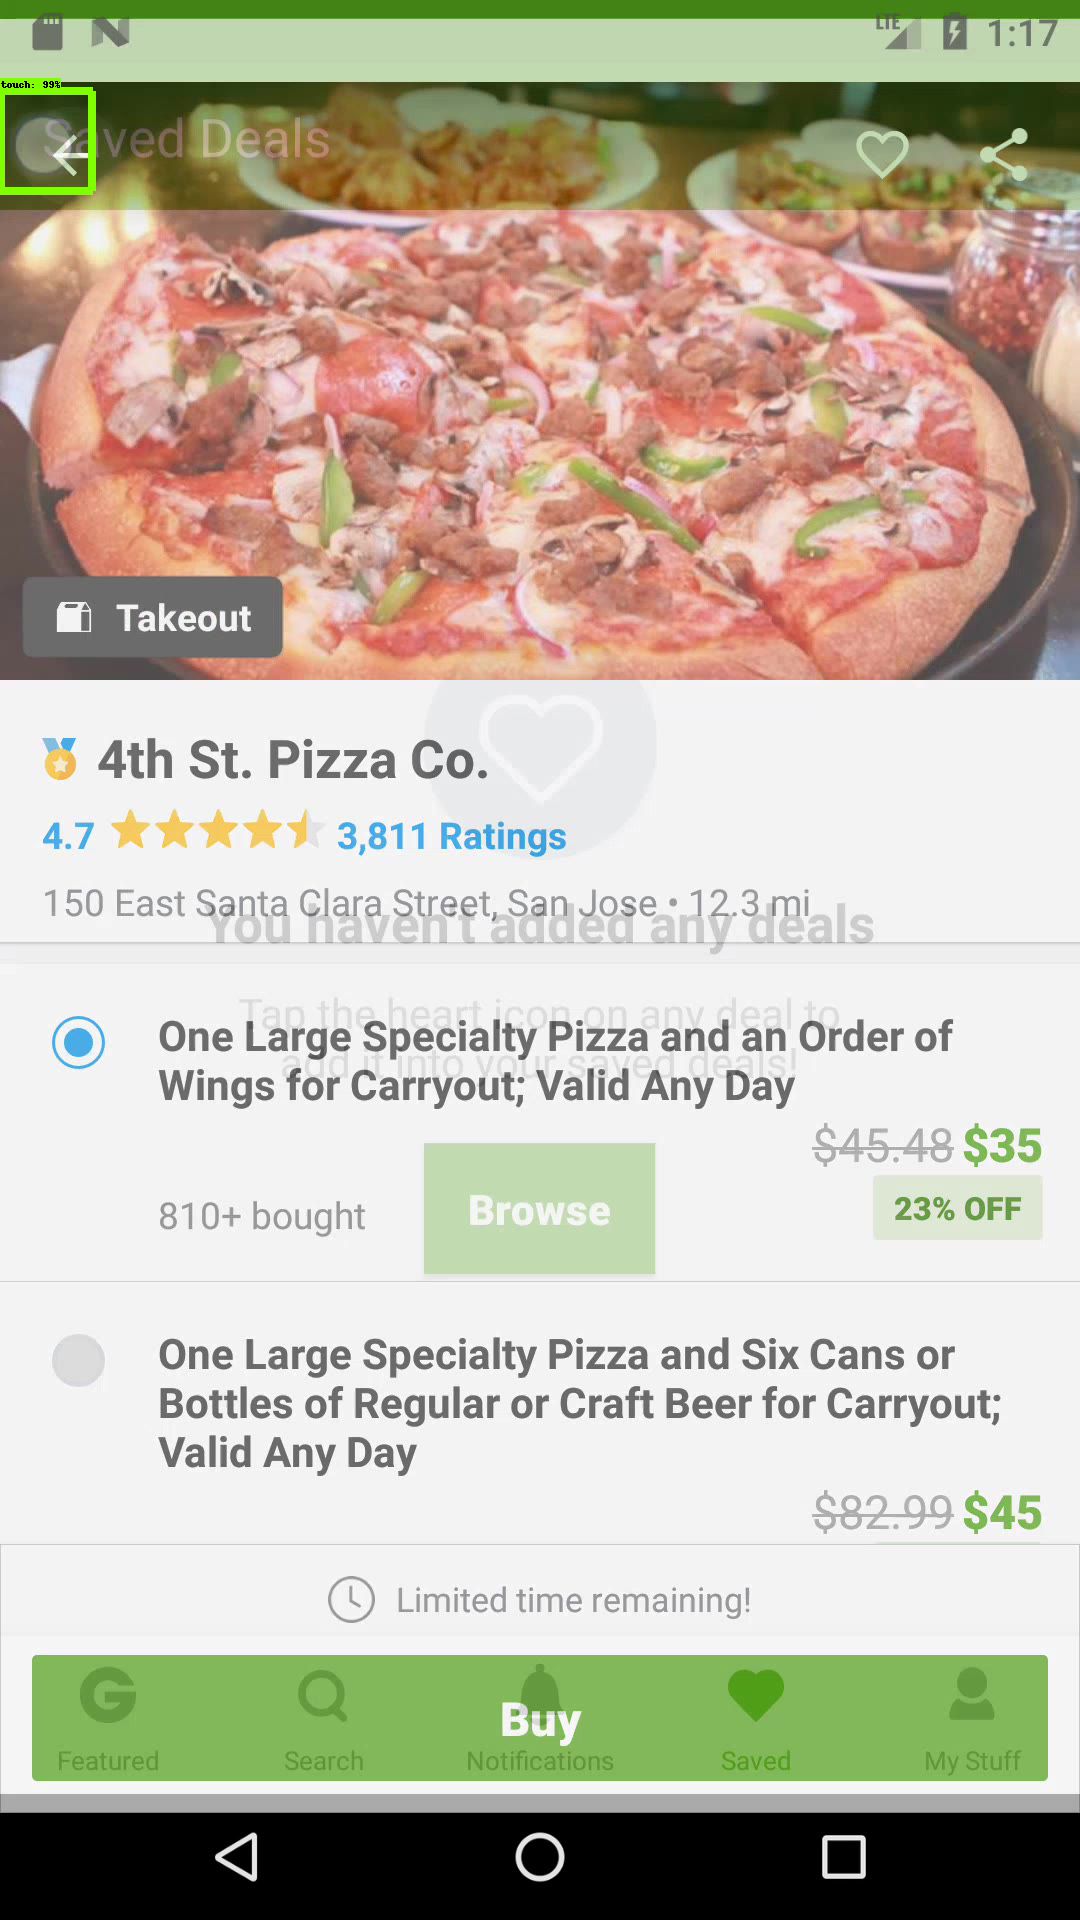 LTE
1:17
touch: 99%
Saved Deals
Takeout
4th St. Pizza Co.
4.7 3,811 Ratings
150 East Santa Clara Street, San Jose • 12.3 mi
You haven't added any deals
Tap the heart icon on any deal to
add it into your saved deals!
One Large Specialty Pizza and an Order of
Wings for Carryout; Valid Any Day
$45.48 $35
810+ bought
Browse
23% OFF
One Large Specialty Pizza and Six Cans or
Bottles of Regular or Craft Beer for Carryout;
Valid Any Day
$82.99 $45
Limited time remaining!
Buy
Featured
Search
Notifications
Saved
My Stuff